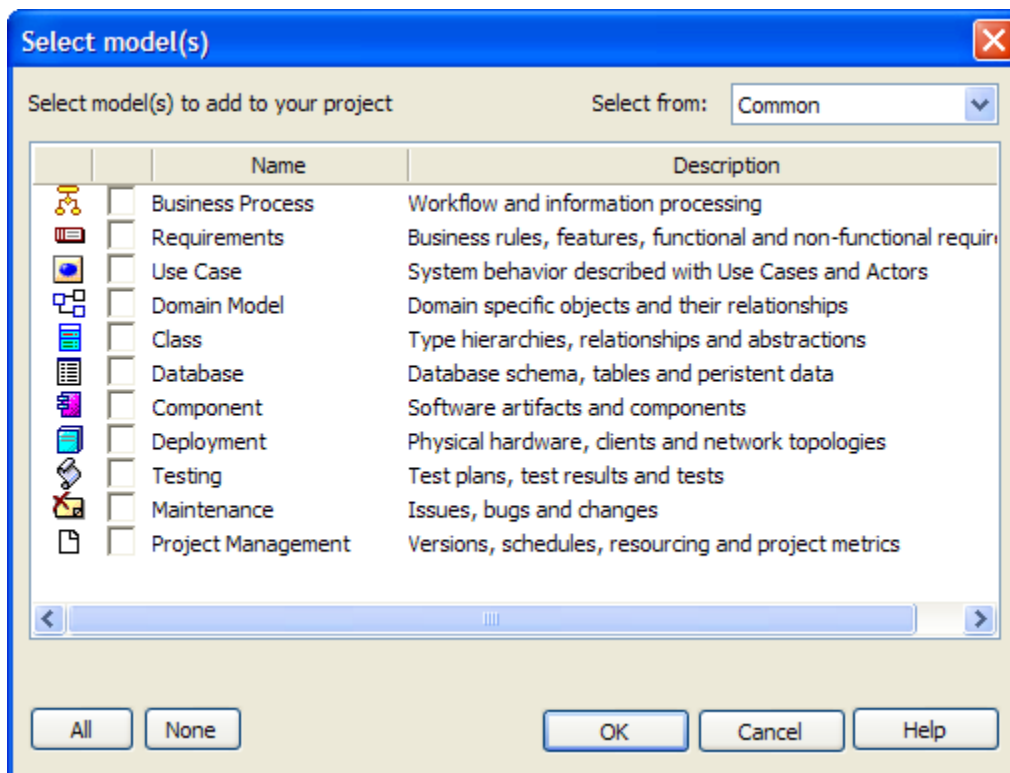 Select model(s)
Select model(s) to add to your project Select from: Common
Name Description
Business Process Workflow and information processing
Requirements Business rules, features, functional and non-functional requir
Use Case System behavior described with Use Cases and Actors
Domain Model Domain specific objects and their relationships
Class Type hierarchies, relationships and abstractions
Database Database schema, tables and peristent data
Component Software artifacts and components
Deployment Physical hardware, clients and network topologies
Testing Test plans, test results and tests
Maintenance Issues, bugs and changes
Project Management Versions, schedules, resourcing and project metrics
All None OK Cancel Help